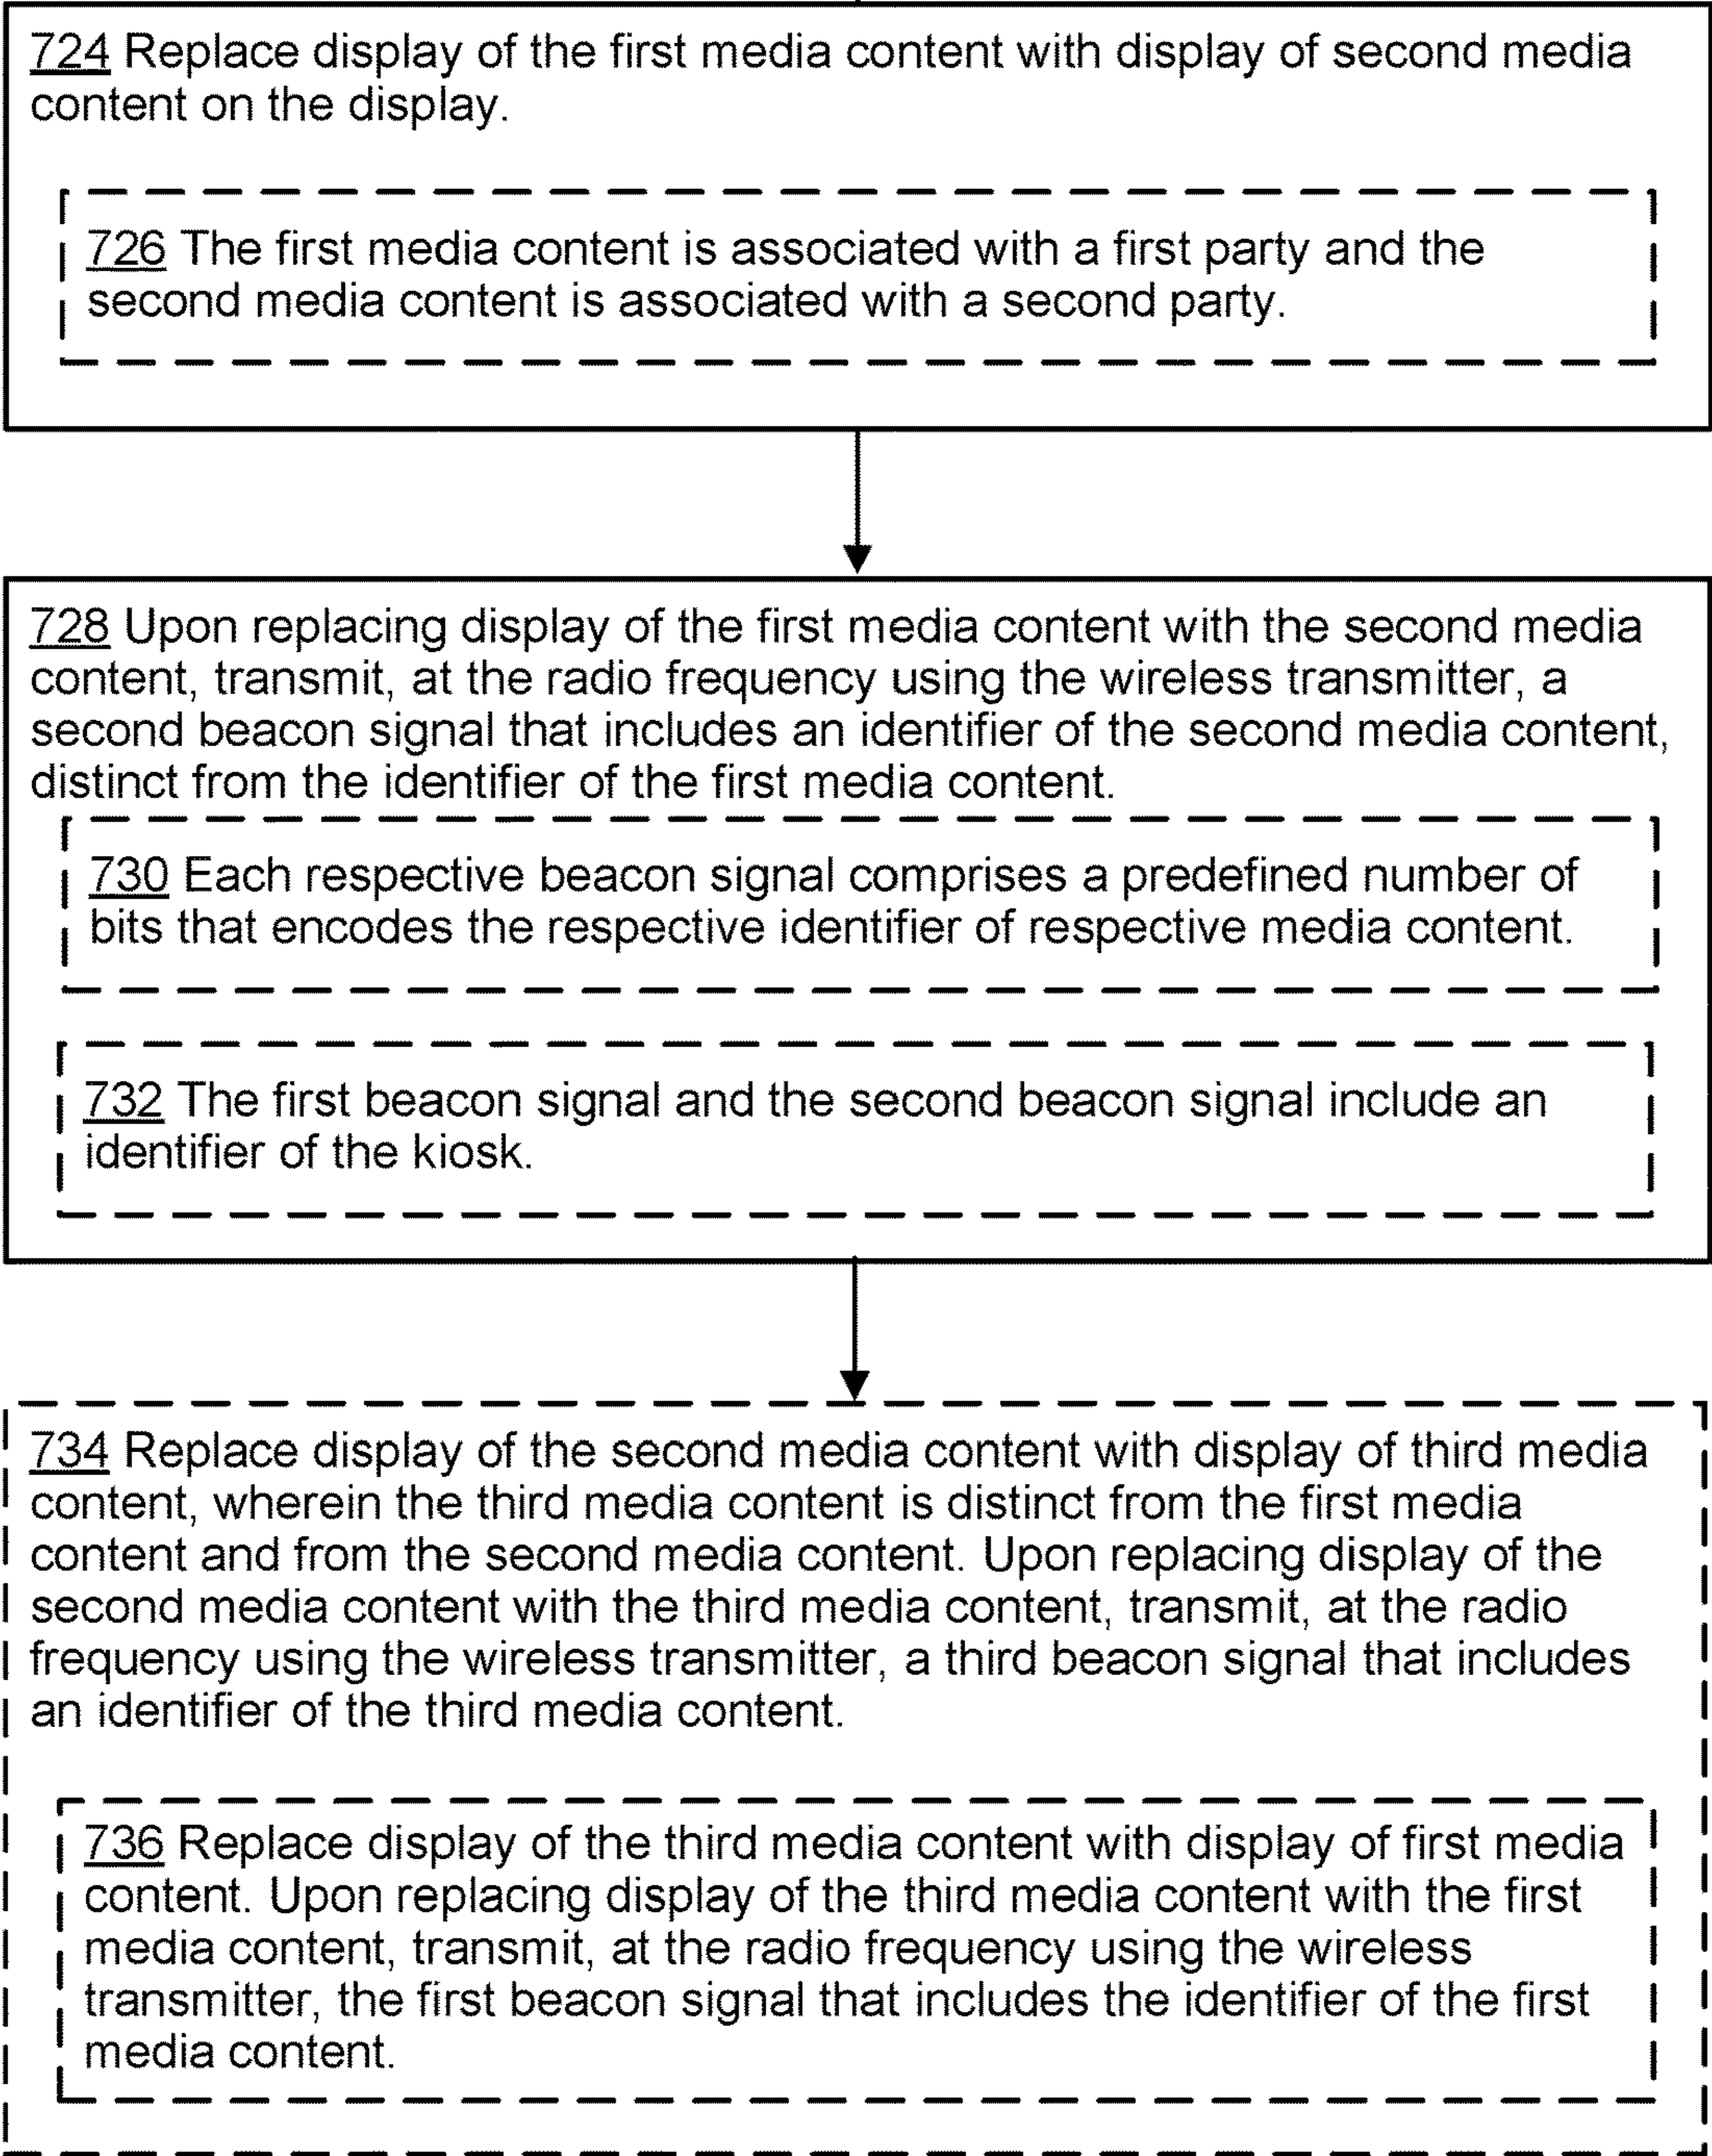 724 Replace display of the first media content with display of second media
content on the display.
726 The first media content is associated with a first party and the
second media content is associated with a second party.
728 Upon replacing display of the first media content with the second media
content, transmit, at the radio frequency using the wireless transmitter, a
second beacon signal that includes an identifier of the second media content,
distinct from the identifier of the first media content.
730 Each respective beacon signal comprises a predefined number of
bits that encodes the respective identifier of respective media content.
732 The first beacon signal and the second beacon signal include an
identifier of the kiosk.
734 Replace display of the second media content with display of third media
content, wherein the third media content is distinct from the first media
content and from the second media content. Upon replacing display of the
second media content with the third media content, transmit, at the radio
frequency using the wireless transmitter, a third beacon signal that includes
an identifier of the third media content.
736 Replace display of the third media content with display of first media
content. Upon replacing display of the third media content with the first
media content, transmit, at the radio frequency using the wireless
transmitter, the first beacon signal that includes the identifier of the first
media content.